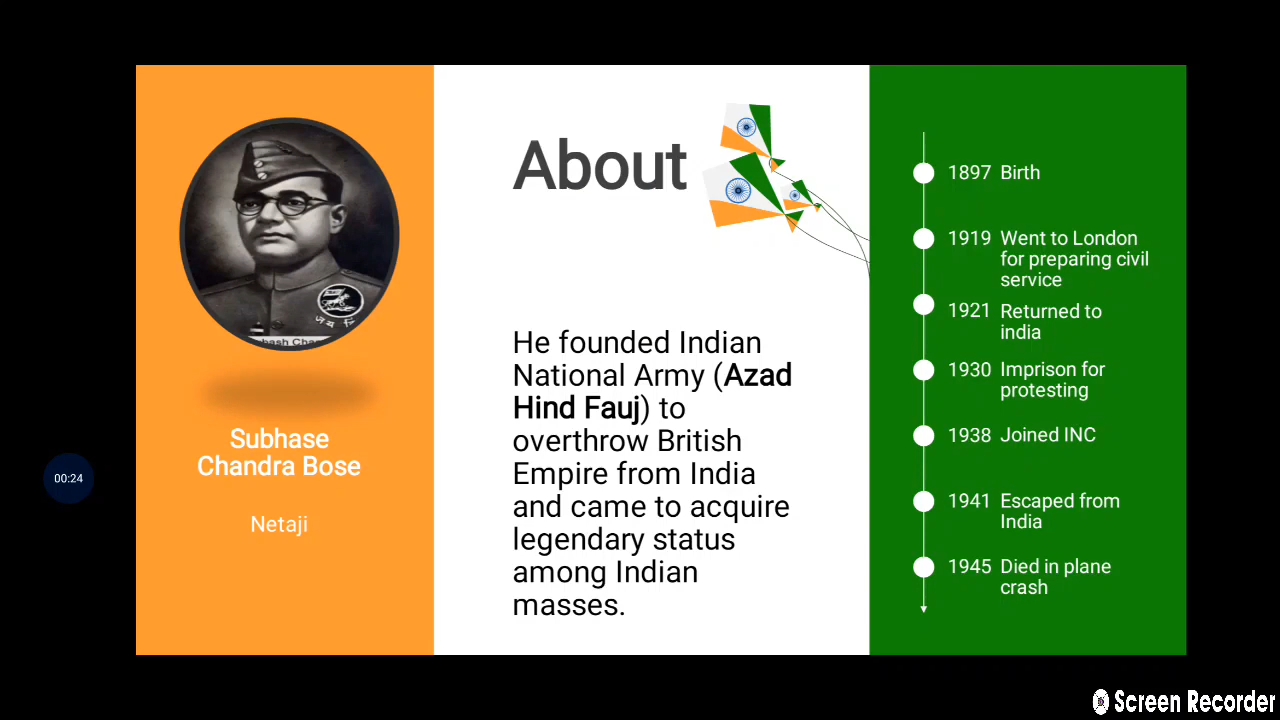 Subhase
Chandra Bose
Netaji
About
He founded Indian
National Army (Azad
Hind Fauj) to
overthrow British
Empire from India
and came to acquire
legendary status
among Indian
masses.
1897 Birth
1919 Went to London
for preparing civil
service
1921 Returned to
india
1930 Imprison for
protesting
1938 Joined INC
1941 Escaped from
India
1945 Died in plane
crash
00:24
Screen Recorder